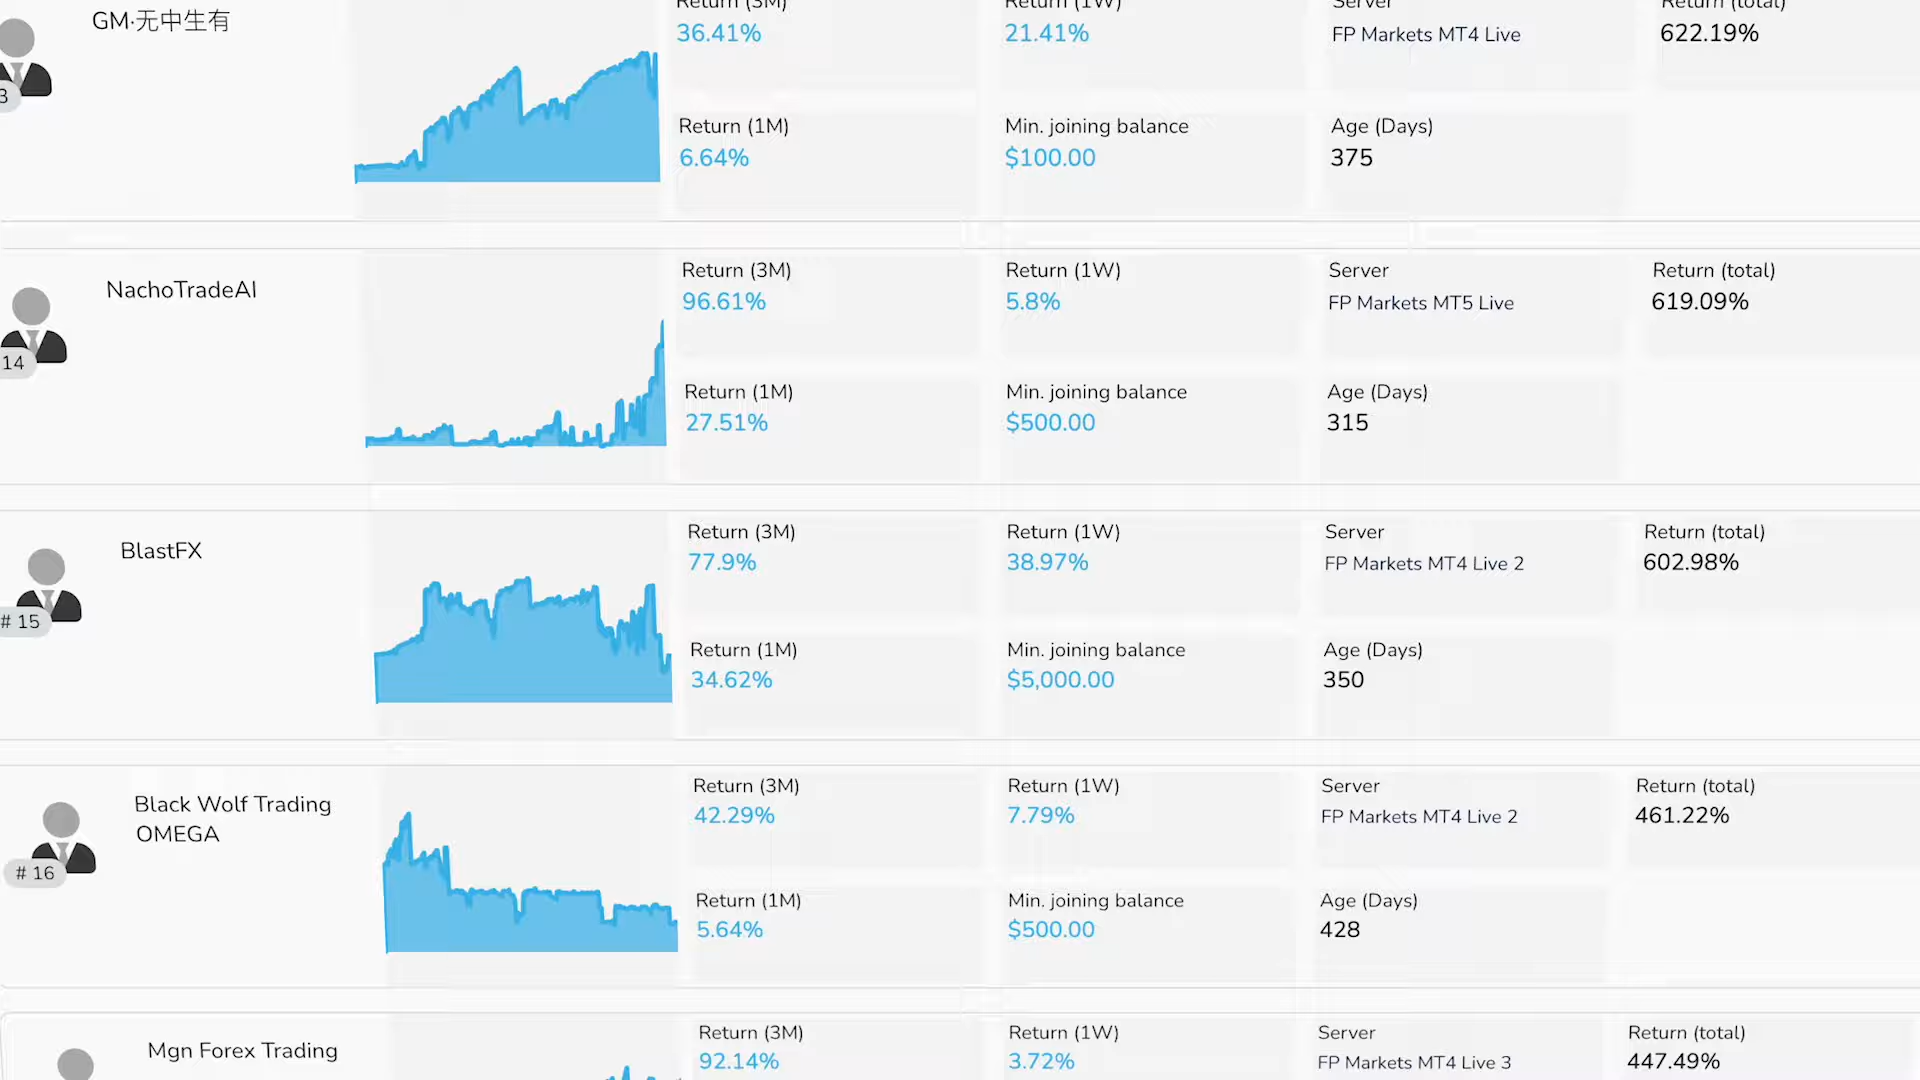 GM·无中生有
3
Return (3M)
36.41%
Return (1W)
21.41%
Server
FP Markets MT4 Live
Return (total)
622.19%
Return (1M)
6.64%
Min. joining balance
$100.00
Age (Days)
375
NachoTradeAI
14
Return (3M)
96.61%
Return (1W)
5.8%
Server
FP Markets MT5 Live
Return (total)
619.09%
Return (1M)
27.51%
Min. joining balance
$500.00
Age (Days)
315
BlastFX
# 15
Return (3M)
77.9%
Return (1W)
38.97%
Server
FP Markets MT4 Live 2
Return (total)
602.98%
Return (1M)
34.62%
Min. joining balance
$5,000.00
Age (Days)
350
Black Wolf Trading
OMEGA
# 16
Return (3M)
42.29%
Return (1W)
7.79%
Server
FP Markets MT4 Live 2
Return (total)
461.22%
Return (1M)
5.64%
Min. joining balance
$500.00
Age (Days)
428
Mgn Forex Trading
Return (3M)
92.14%
Return (1W)
3.72%
Server
FP Markets MT4 Live 3
Return (total)
447.49%